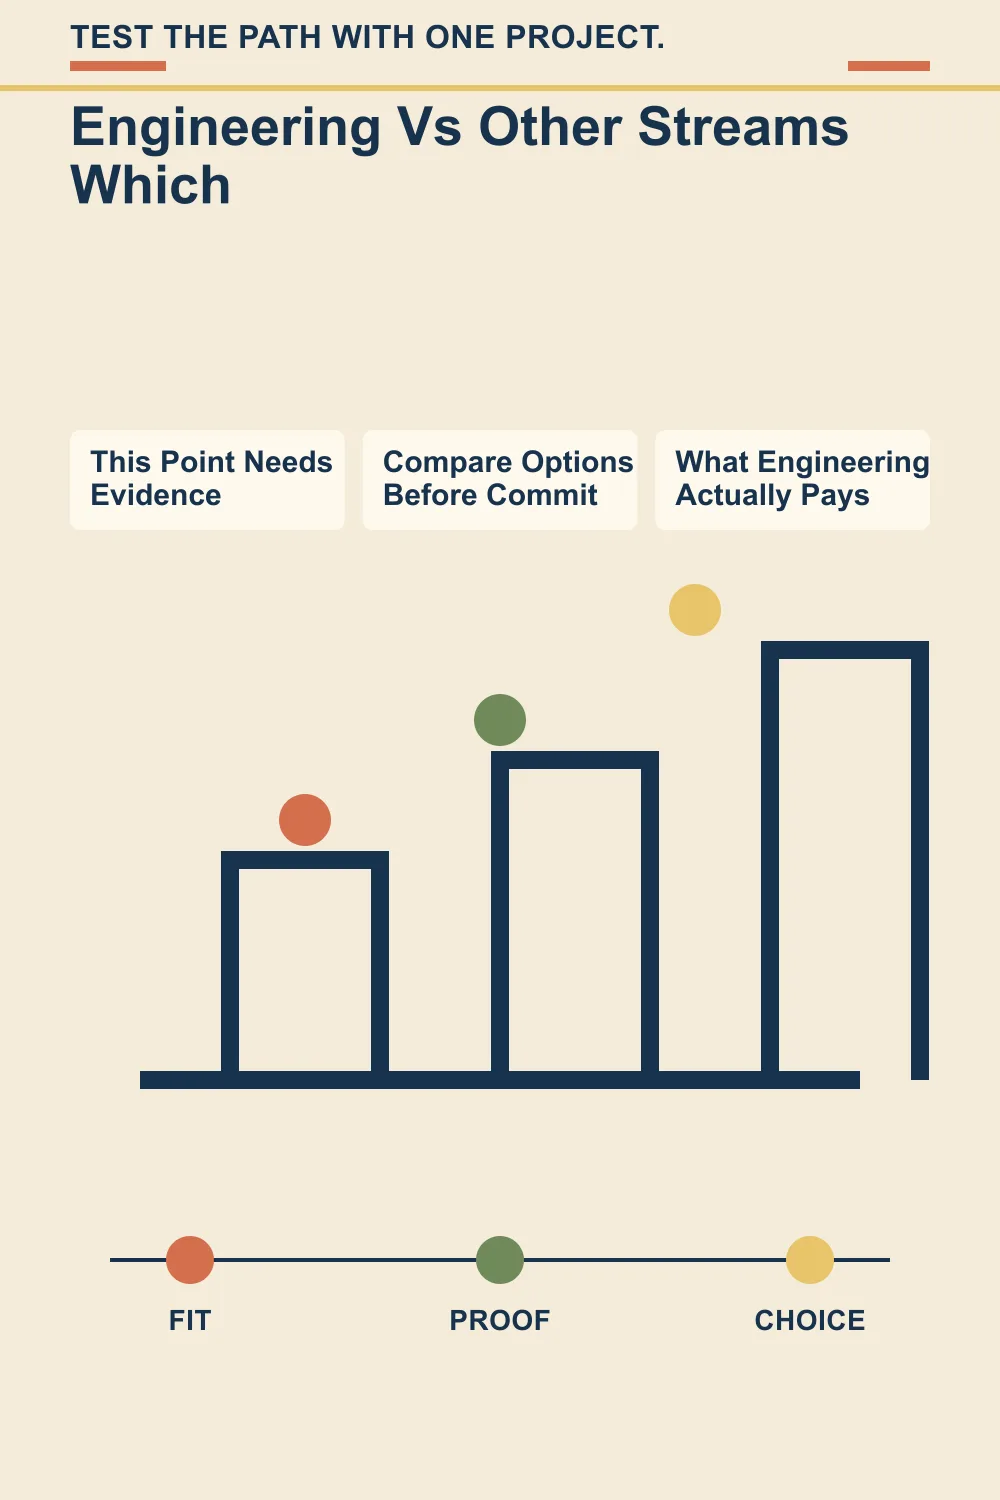 TEST THE PATH WITH ONE PROJECT.
Engineering Vs Other Streams
Which
This Point Needs
Evidence
Compare Options
Before Commit
What Engineering
Actually Pays
FIT
PROOF
CHOICE